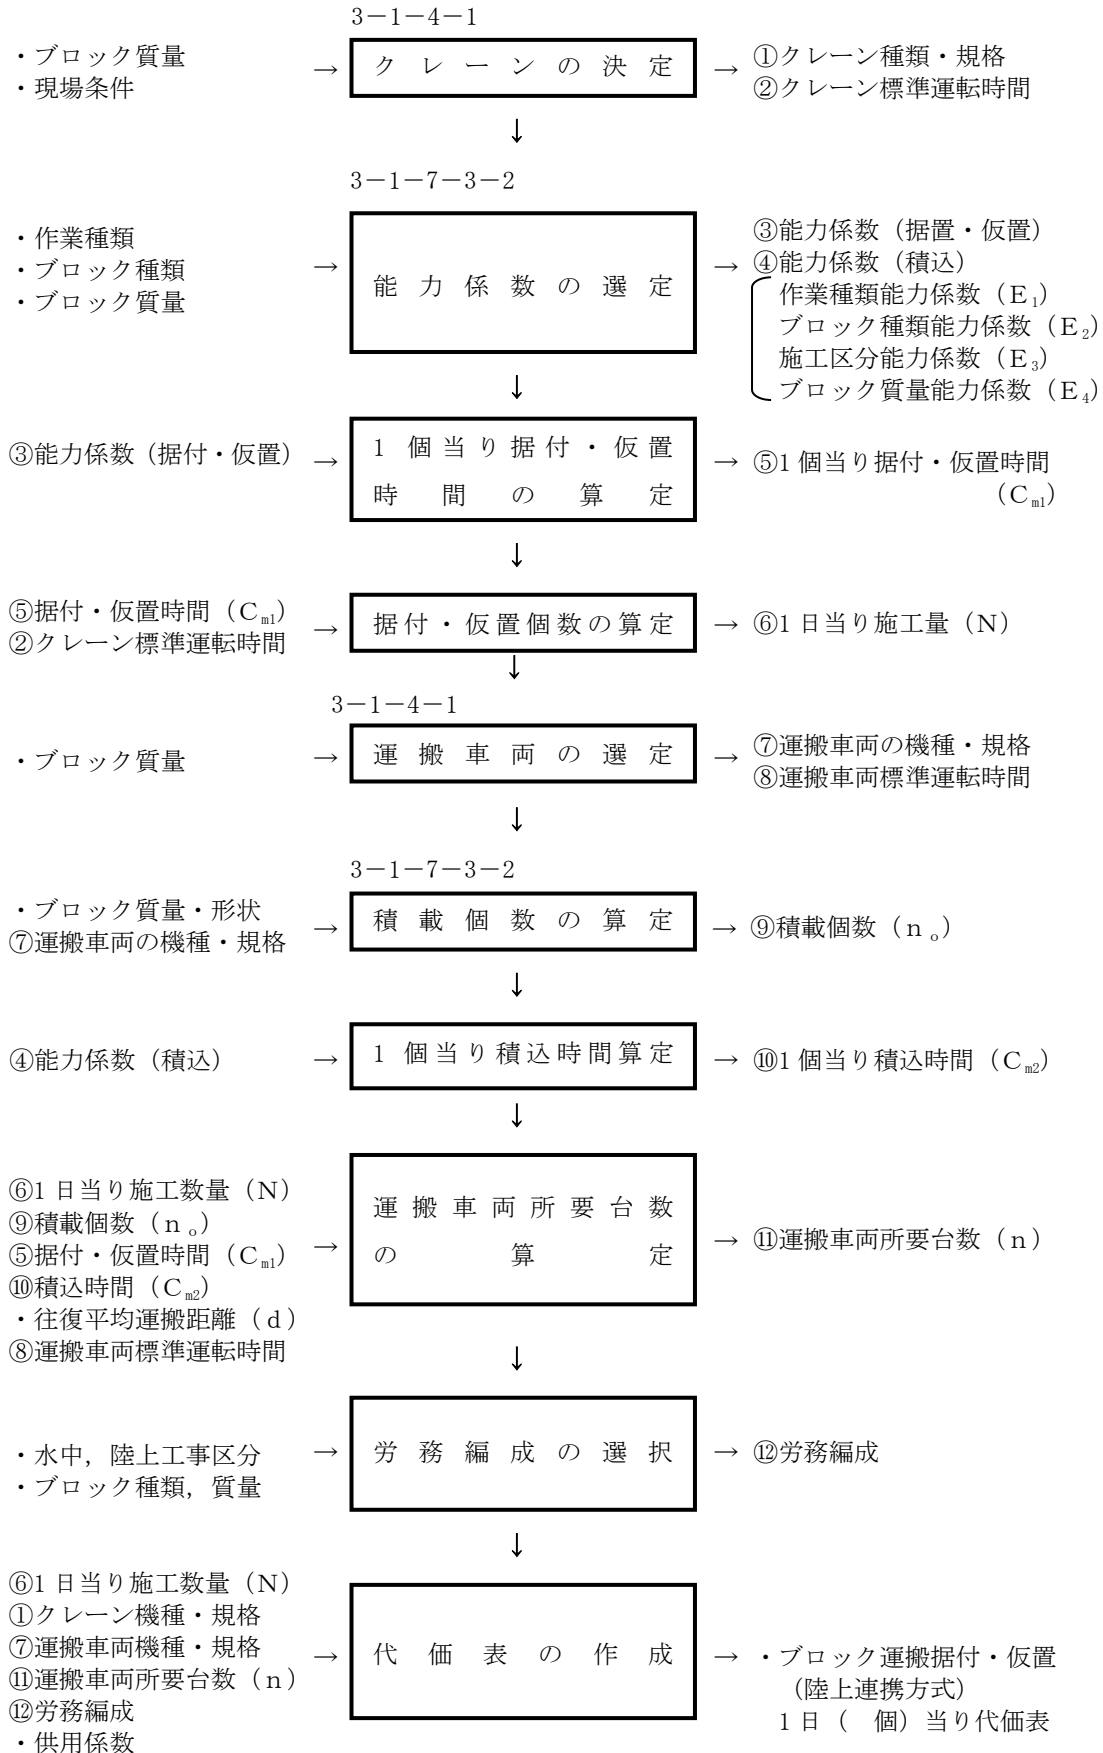 3－1－4－1
・ブロック質量
・現場条件
→
クレーンの決定
→
①クレーン種類・規格
②クレーン標準運転時間
↓
3－1－7－3－2
・作業種類
・ブロック種類
・ブロック質量
→
能力係数の選定
→
③能力係数（据置・仮置）
④能力係数（積込）
作業種類能力係数（E₁）
ブロック種類能力係数（E₂）
施工区分能力係数（E₃）
ブロック質量能力係数（E₄）
↓
③能力係数（据付・仮置）
→
1 個当り据付・仮置
時間の算定
→
⑤1 個当り据付・仮置時間
（Cm1）
↓
⑤据付・仮置時間（Cm1）
②クレーン標準運転時間
→
据付・仮置個数の算定
→
⑥1 日当り施工量（N）
↓
3－1－4－1
・ブロック質量
→
運搬車両の選定
→
⑦運搬車両の機種・規格
⑧運搬車両標準運転時間
↓
3－1－7－3－2
・ブロック質量・形状
⑦運搬車両の機種・規格
→
積載個数の算定
→
⑨積載個数（n₀）
↓
④能力係数（積込）
→
1 個当り積込時間算定
→
⑩1 個当り積込時間（Cm2）
↓
⑥1 日当り施工数量（N）
⑨積載個数（n₀）
⑤据付・仮置時間（Cm1）
⑩積込時間（Cm2）
・往復平均運搬距離（d）
⑧運搬車両標準運転時間
→
運搬車両所要台数
の算定
→
⑪運搬車両所要台数（n）
↓
・水中，陸上工事区分
・ブロック種類，質量
→
労務編成の選択
→
⑫労務編成
↓
⑥1 日当り施工数量（N）
①クレーン機種・規格
⑦運搬車両機種・規格
⑪運搬車両所要台数（n）
⑫労務編成
・供用係数
→
代価表の作成
→
・ブロック運搬据付・仮置
（陸上連携方式）
1 日（　個）当り代価表